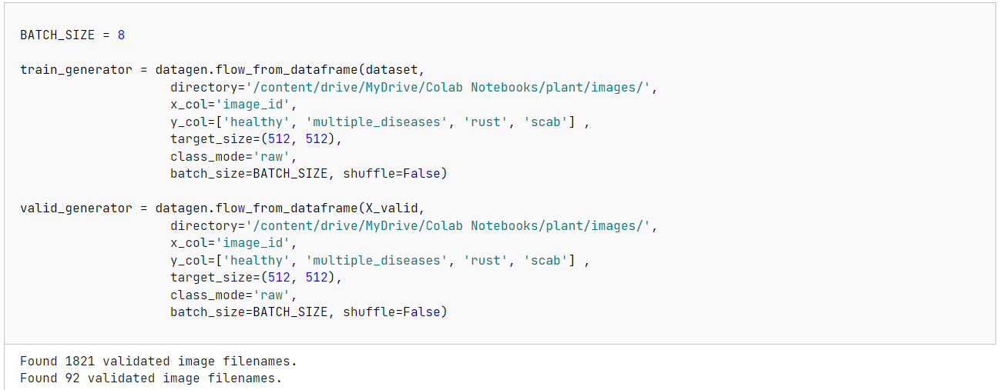 BATCH_SIZE = 8
train_generator = datagen.flow_from_dataframe(dataset,
directory='/content/drive/MyDrive/Colab Notebooks/plant/images/',
x_col='image_id',
y_col=['healthy', 'multiple_diseases', 'rust', 'scab'] ,
target_size=(512, 512),
class_mode='raw',
batch_size=BATCH_SIZE, shuffle=False)
valid_generator = datagen.flow_from_dataframe(X_valid,
directory='/content/drive/MyDrive/Colab Notebooks/plant/images/',
x_col='image_id',
y_col=['healthy', 'multiple_diseases', 'rust', 'scab'] ,
target_size=(512, 512),
class_mode='raw',
batch_size=BATCH_SIZE, shuffle=False)
Found 1821 validated image filenames.
Found 92 validated image filenames.